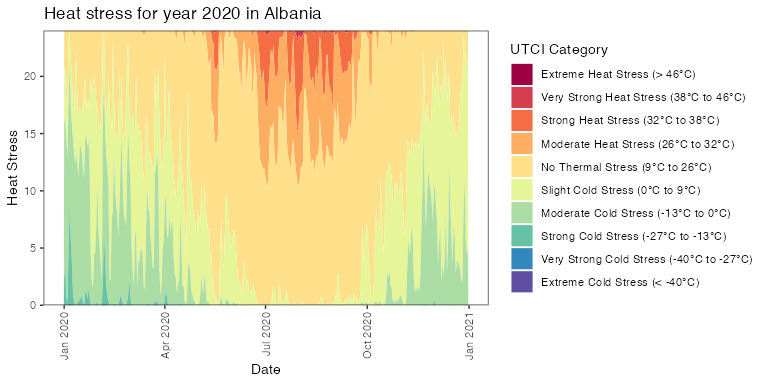 Heat stress for year 2020 in Albania
Heat Stress
20
15
10
5
0
Jan 2020
Apr 2020
Jul 2020
Oct 2020
Jan 2021
Date
UTCI Category
Extreme Heat Stress (> 46°C)
Very Strong Heat Stress (38°C to 46°C)
Strong Heat Stress (32°C to 38°C)
Moderate Heat Stress (26°C to 32°C)
No Thermal Stress (9°C to 26°C)
Slight Cold Stress (0°C to 9°C)
Moderate Cold Stress (-13°C to 0°C)
Strong Cold Stress (-27°C to -13°C)
Very Strong Cold Stress (-40°C to -27°C)
Extreme Cold Stress (< -40°C)